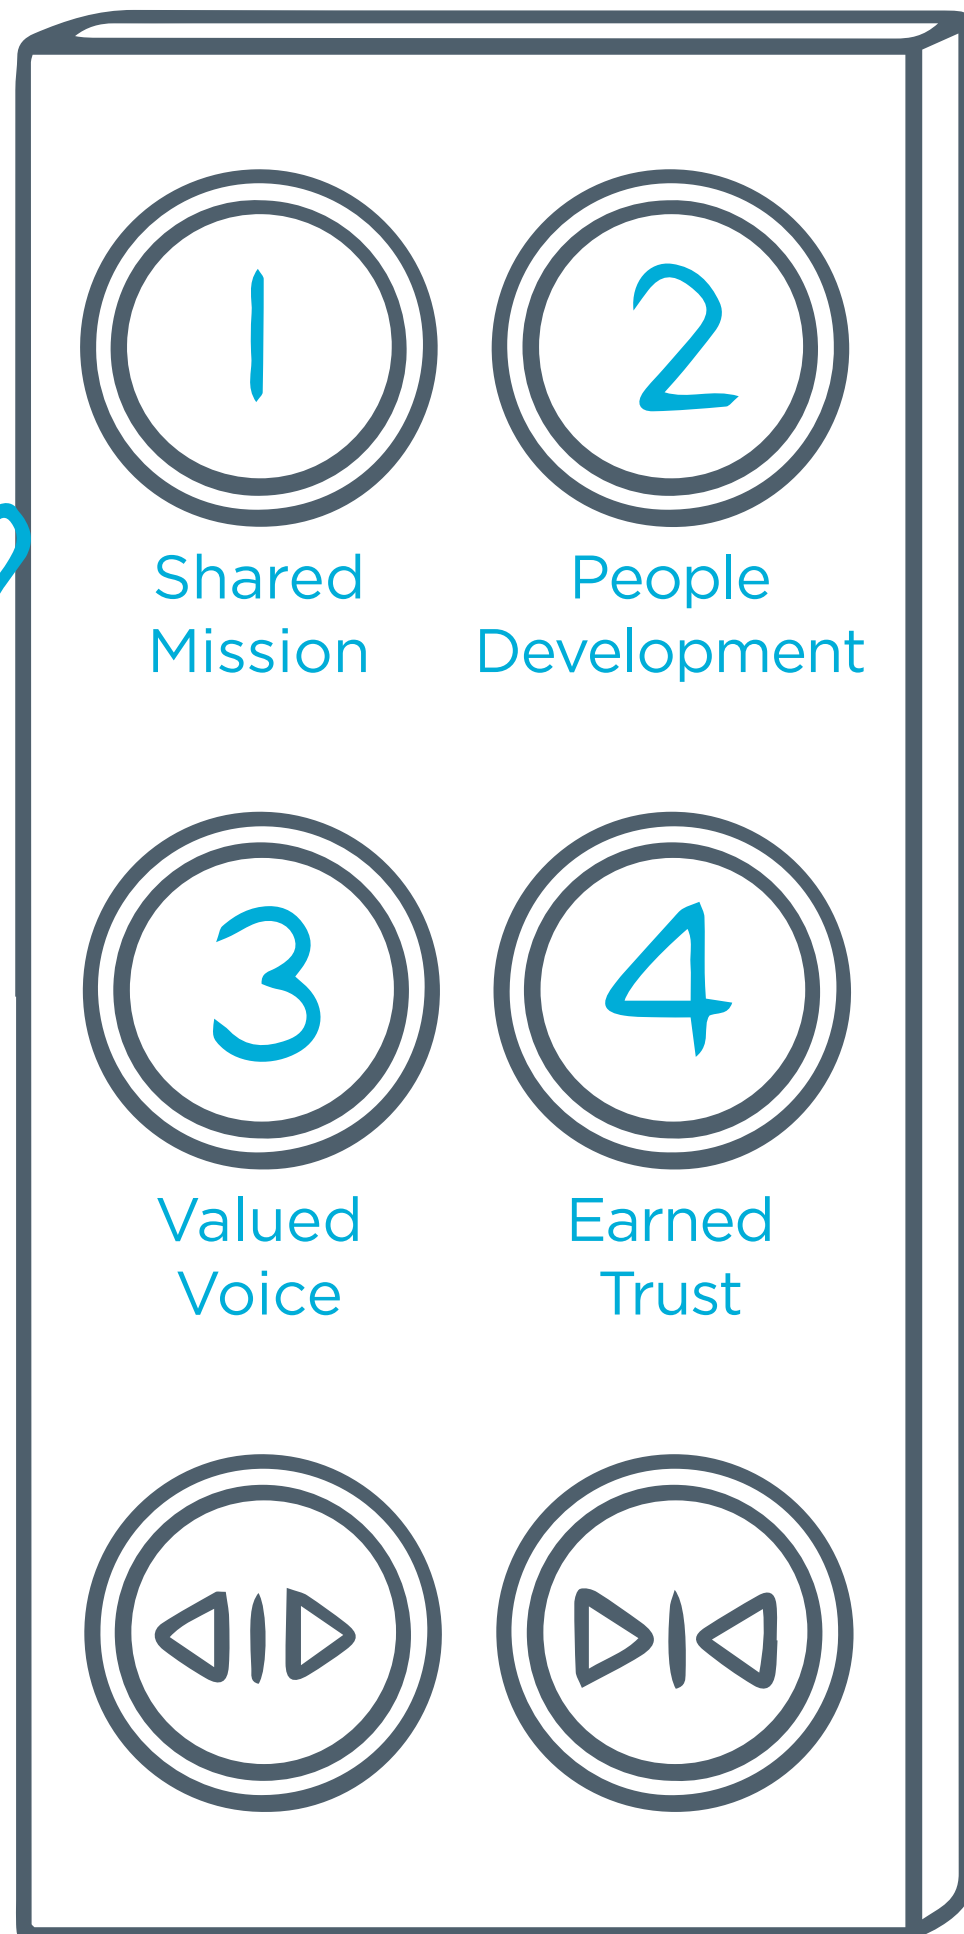 1
2
Shared
Mission
People
Development
3
4
Valued
Voice
Earned
Trust